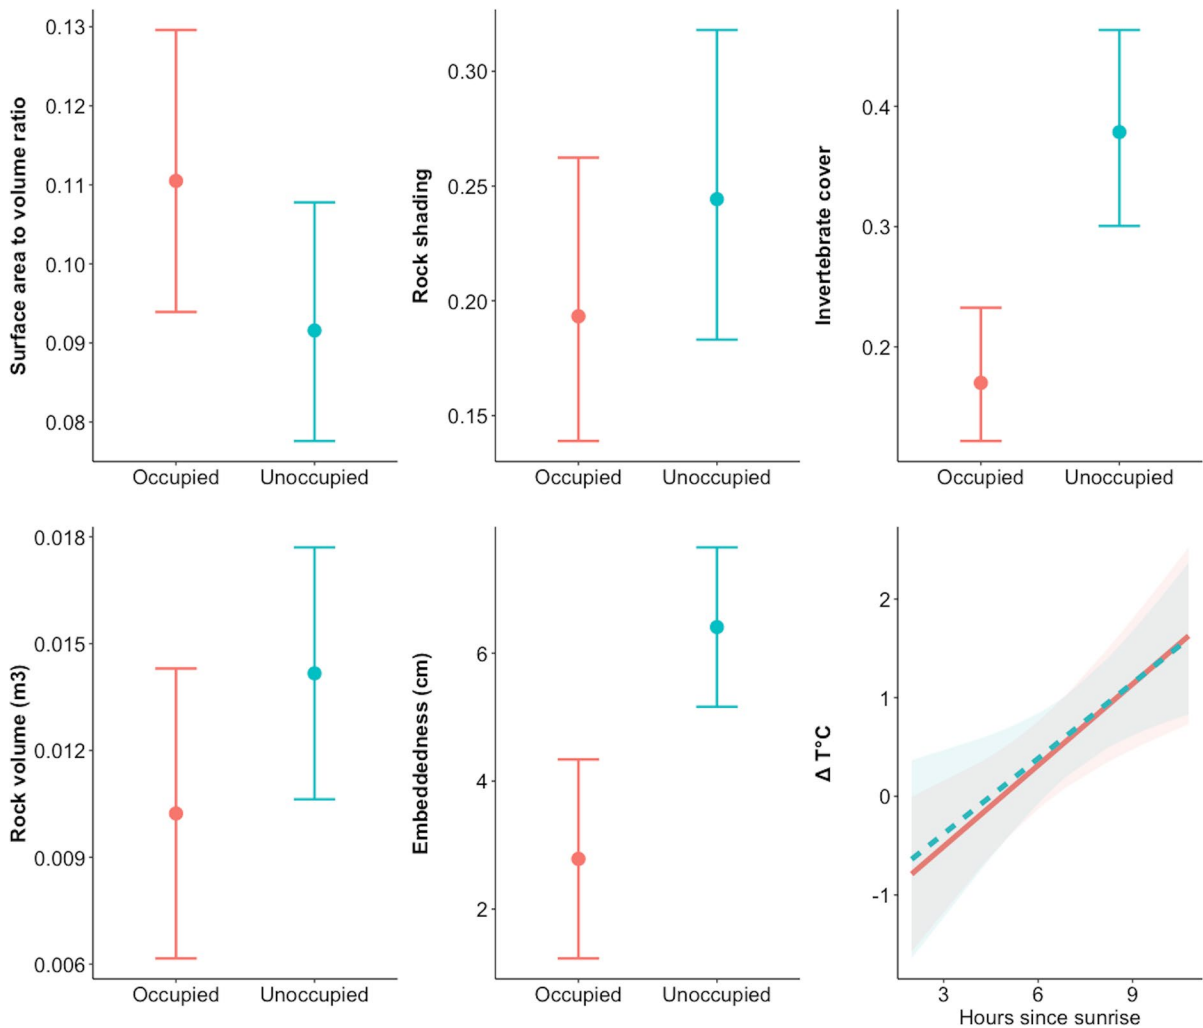 Surface area to volume ratio
0.13
0.12
0.11
0.10
0.09
0.08
Occupied Unoccupied
Rock shading
0.30
0.25
0.20
0.15
Occupied Unoccupied
Invertebrate cover
0.4
0.3
0.2
Occupied Unoccupied
Rock volume (m3)
0.018
0.015
0.012
0.009
0.006
Occupied Unoccupied
Embeddedness (cm)
6
4
2
Occupied Unoccupied
Δ T°C
2
1
0
-1
3 6 9
Hours since sunrise